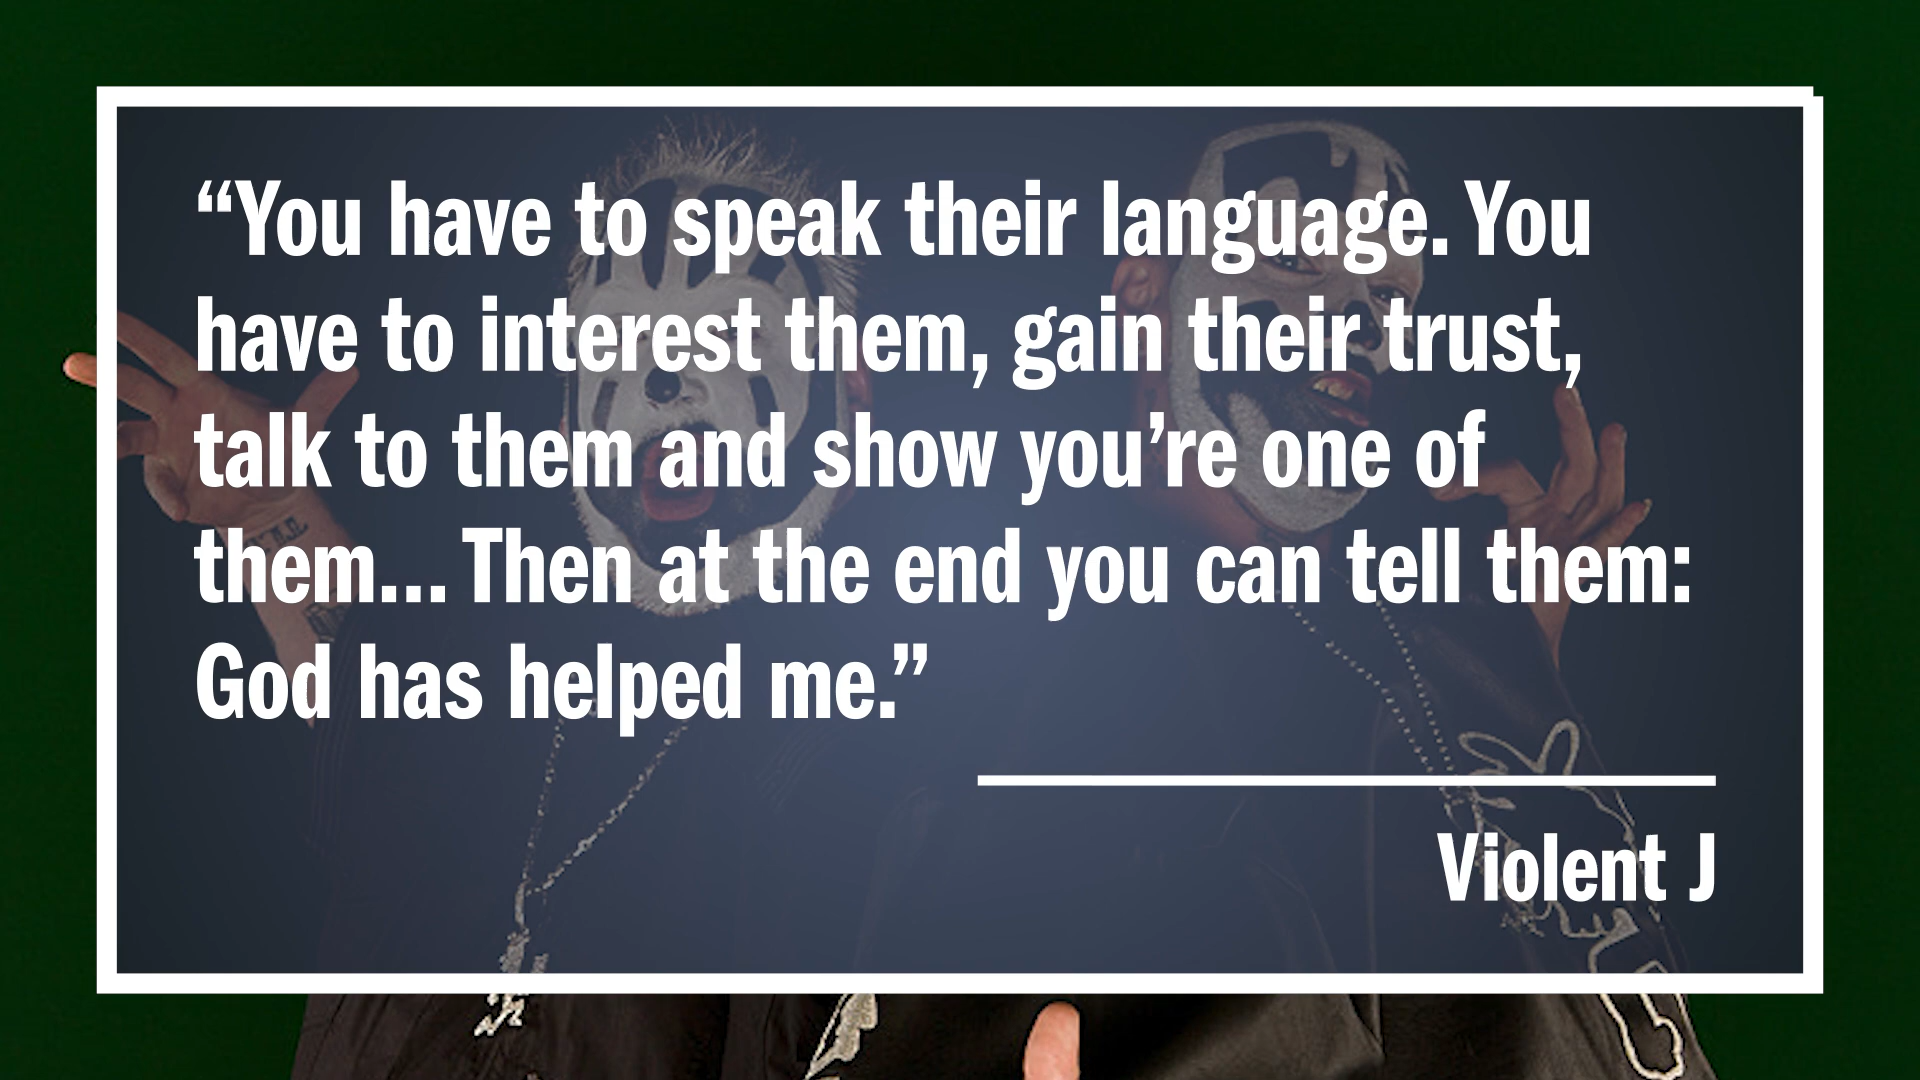 “You have to speak their language. You
have to interest them, gain their trust,
talk to them and show you’re one of
them... Then at the end you can tell them:
God has helped me.”
Violent J